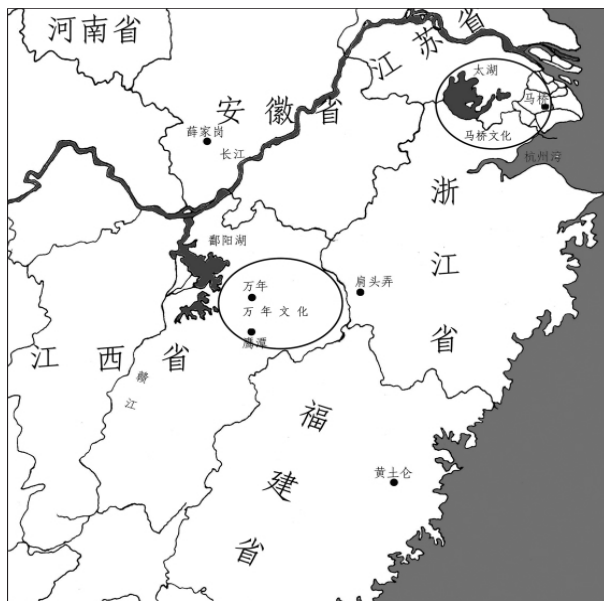 河南省
江苏省
太湖
马桥
马桥文化
安徽省
薛家岗
长江
杭州湾
浙江省
鄱阳湖
万年
万年文化
鹰潭
肩头弄
江西省
赣江
福建省
黄土仑